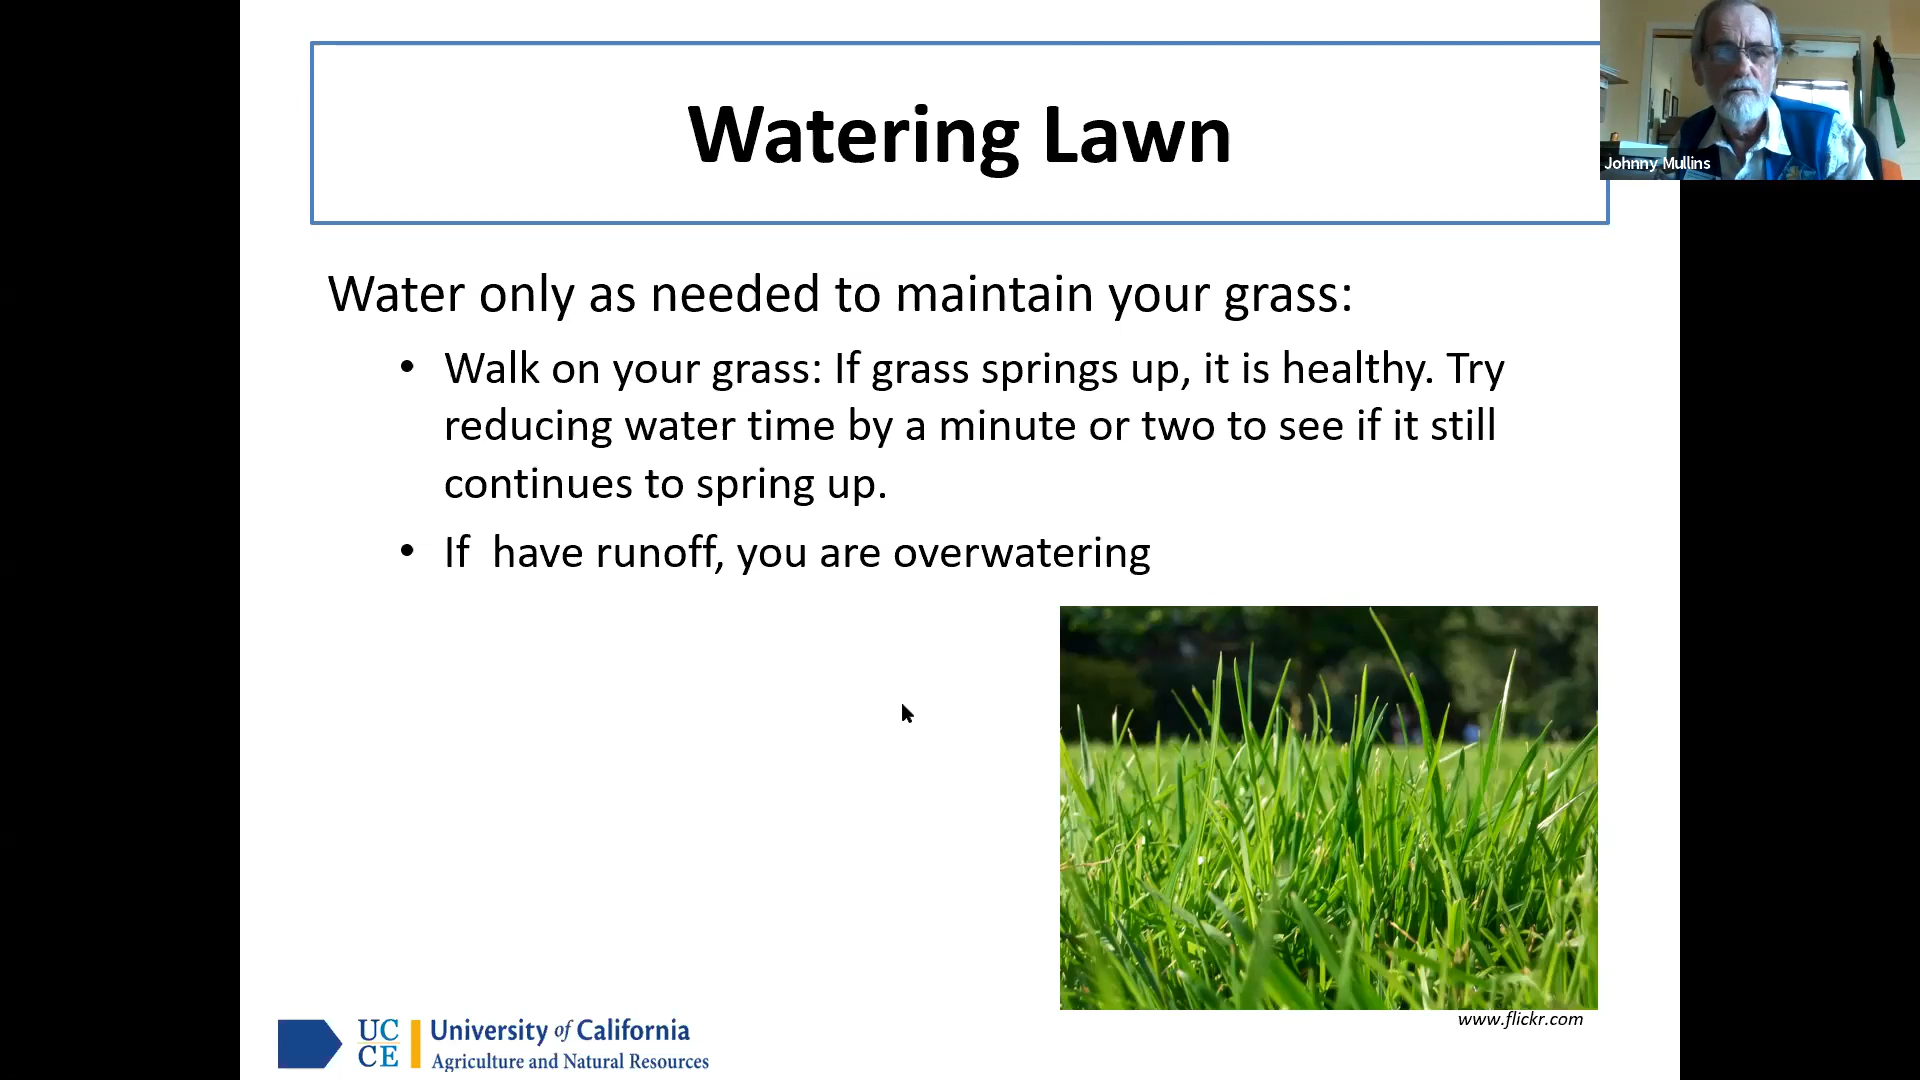 Watering Lawn
Johnny Mullins
Water only as needed to maintain your grass:
• Walk on your grass: If grass springs up, it is healthy. Try
reducing water time by a minute or two to see if it still
continues to spring up.
• If  have runoff, you are overwatering
www.flickr.com
UC
CE
University of California
Agriculture and Natural Resources